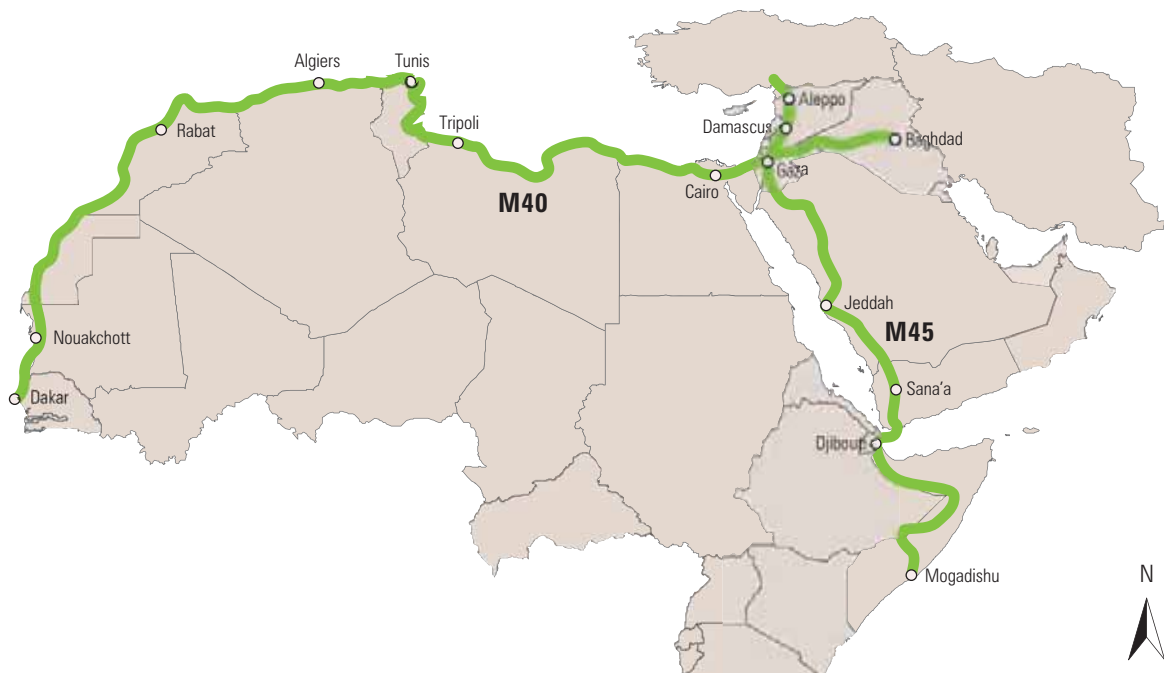 Algiers
Tunis
Aleppo
Rabat
Tripoli
Damascus
Baghdad
Gaza
Cairo
M40
Jeddah
M45
Nouakchott
Sana'a
Dakar
Djibouti
N
Mogadishu